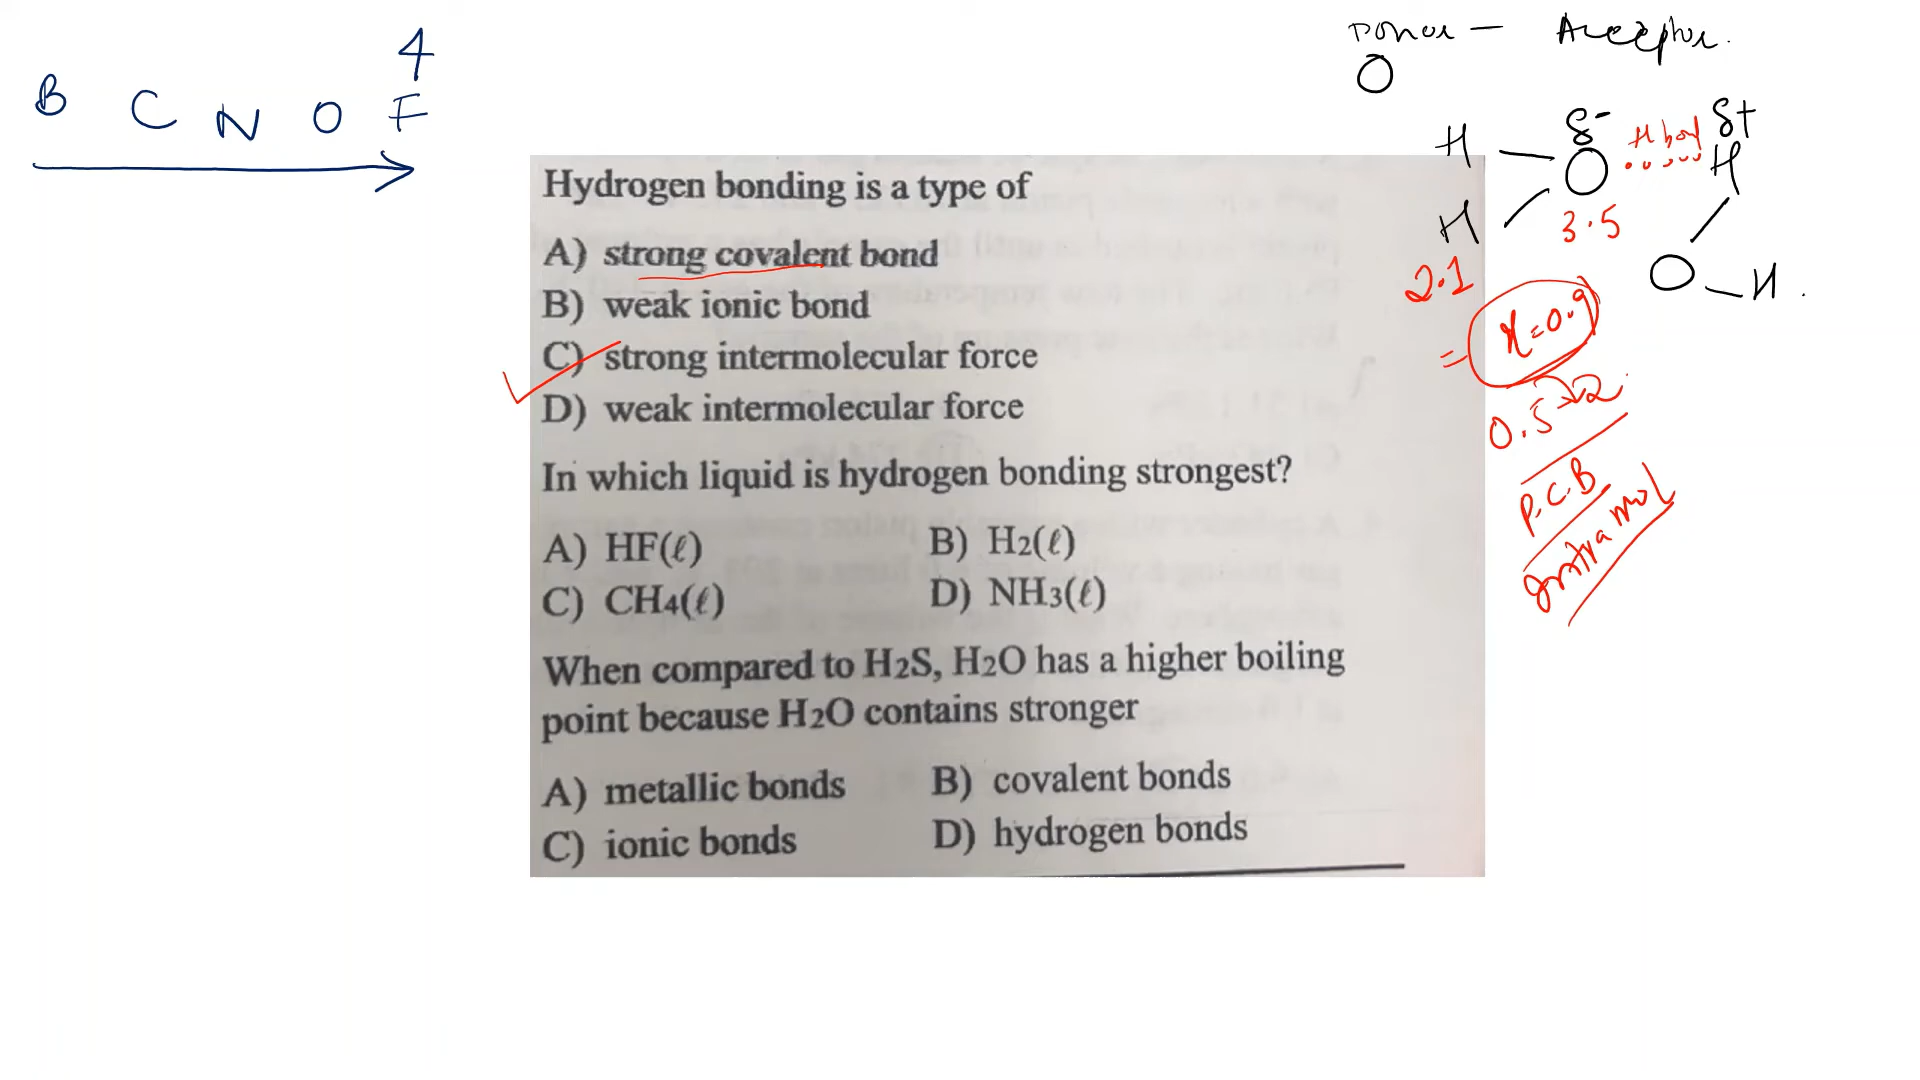 4
B C N O F
Donor – Acceptor.
O
H O δ- H bond δ+ H
H 3.5
2.1 O H .
= x = 0.9
0.5 → 2
P.C.B
Intra mol
Hydrogen bonding is a type of
A) strong covalent bond
B) weak ionic bond
C) strong intermolecular force
D) weak intermolecular force
In which liquid is hydrogen bonding strongest?
A) HF(ℓ) B) H2(ℓ)
C) CH4(ℓ) D) NH3(ℓ)
When compared to H2S, H2O has a higher boiling
point because H2O contains stronger
A) metallic bonds B) covalent bonds
C) ionic bonds D) hydrogen bonds